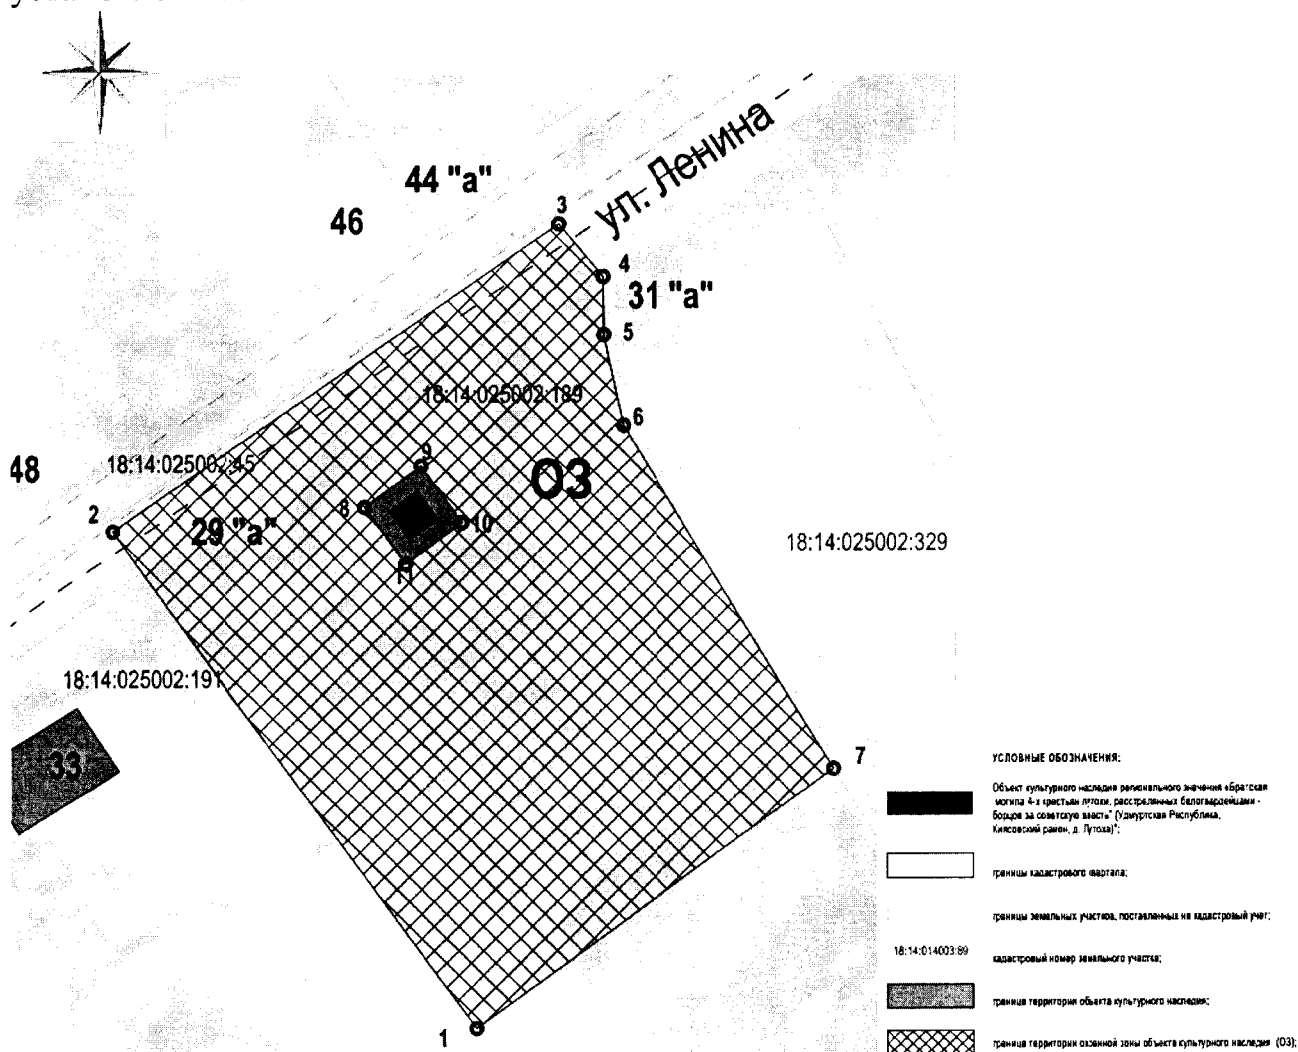 44 "а"
46
3
ул. Ленина
4
31 "а"
5
18:14:025002:189
6
48
18:14:025002:45
9
ОЗ
8
2
29 "а"
10
11
18:14:025002:329
18:14:025002:191
33
7
1
УСЛОВНЫЕ ОБОЗНАЧЕНИЯ:
Объект культурного наследия регионального значения «Братская
могила 4-х крестьян лутохи, расстрелянных белогвардейцами -
борцов за советскую власть" (Удмуртская Республика,
Киясовский район, д. Лутоха)";
границы кадастрового квартала;
границы земельных участков, поставленных на кадастровый учет;
18:14:014003:89
кадастровый номер земельного участка;
граница территории объекта культурного наследия;
граница территории охранной зоны объекта культурного наследия (ОЗ);